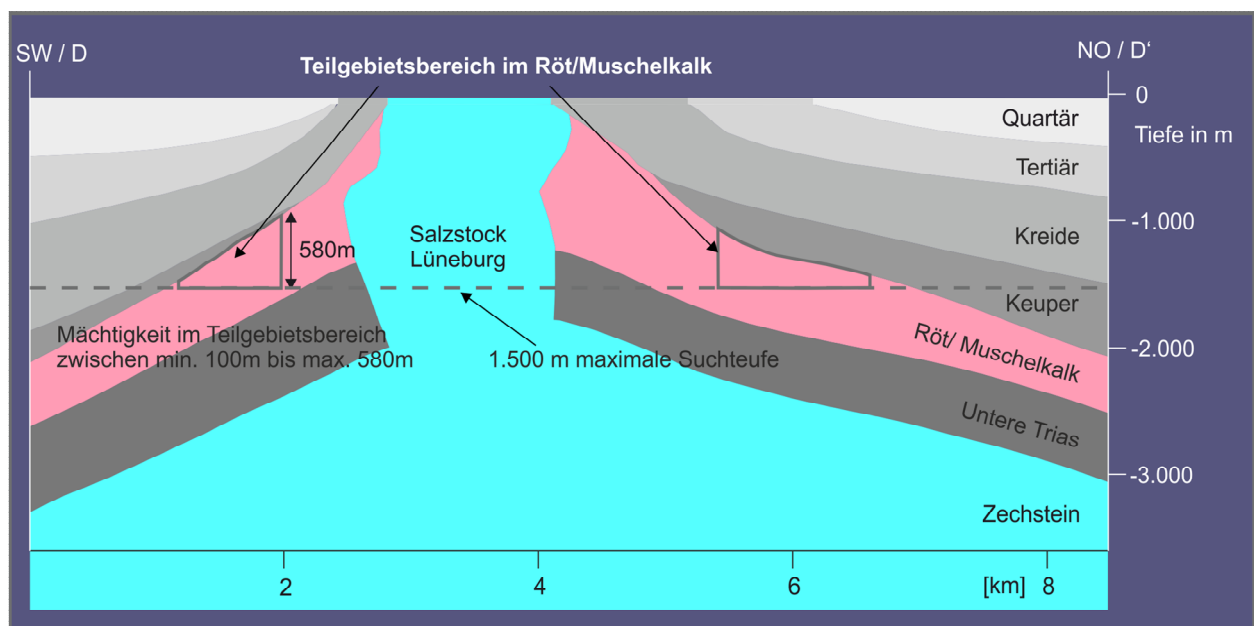 SW / D
NO / D‘
Teilgebietsbereich im Röt/Muschelkalk
0
Quartär
Tiefe in m
Tertiär
-1.000
Salzstock
Lüneburg
580m
Kreide
Keuper
Mächtigkeit im Teilgebietsbereich
zwischen min. 100m bis max. 580m
1.500 m maximale Suchteufe
Röt/ Muschelkalk
-2.000
Untere Trias
-3.000
Zechstein
2
4
6
[km]
8